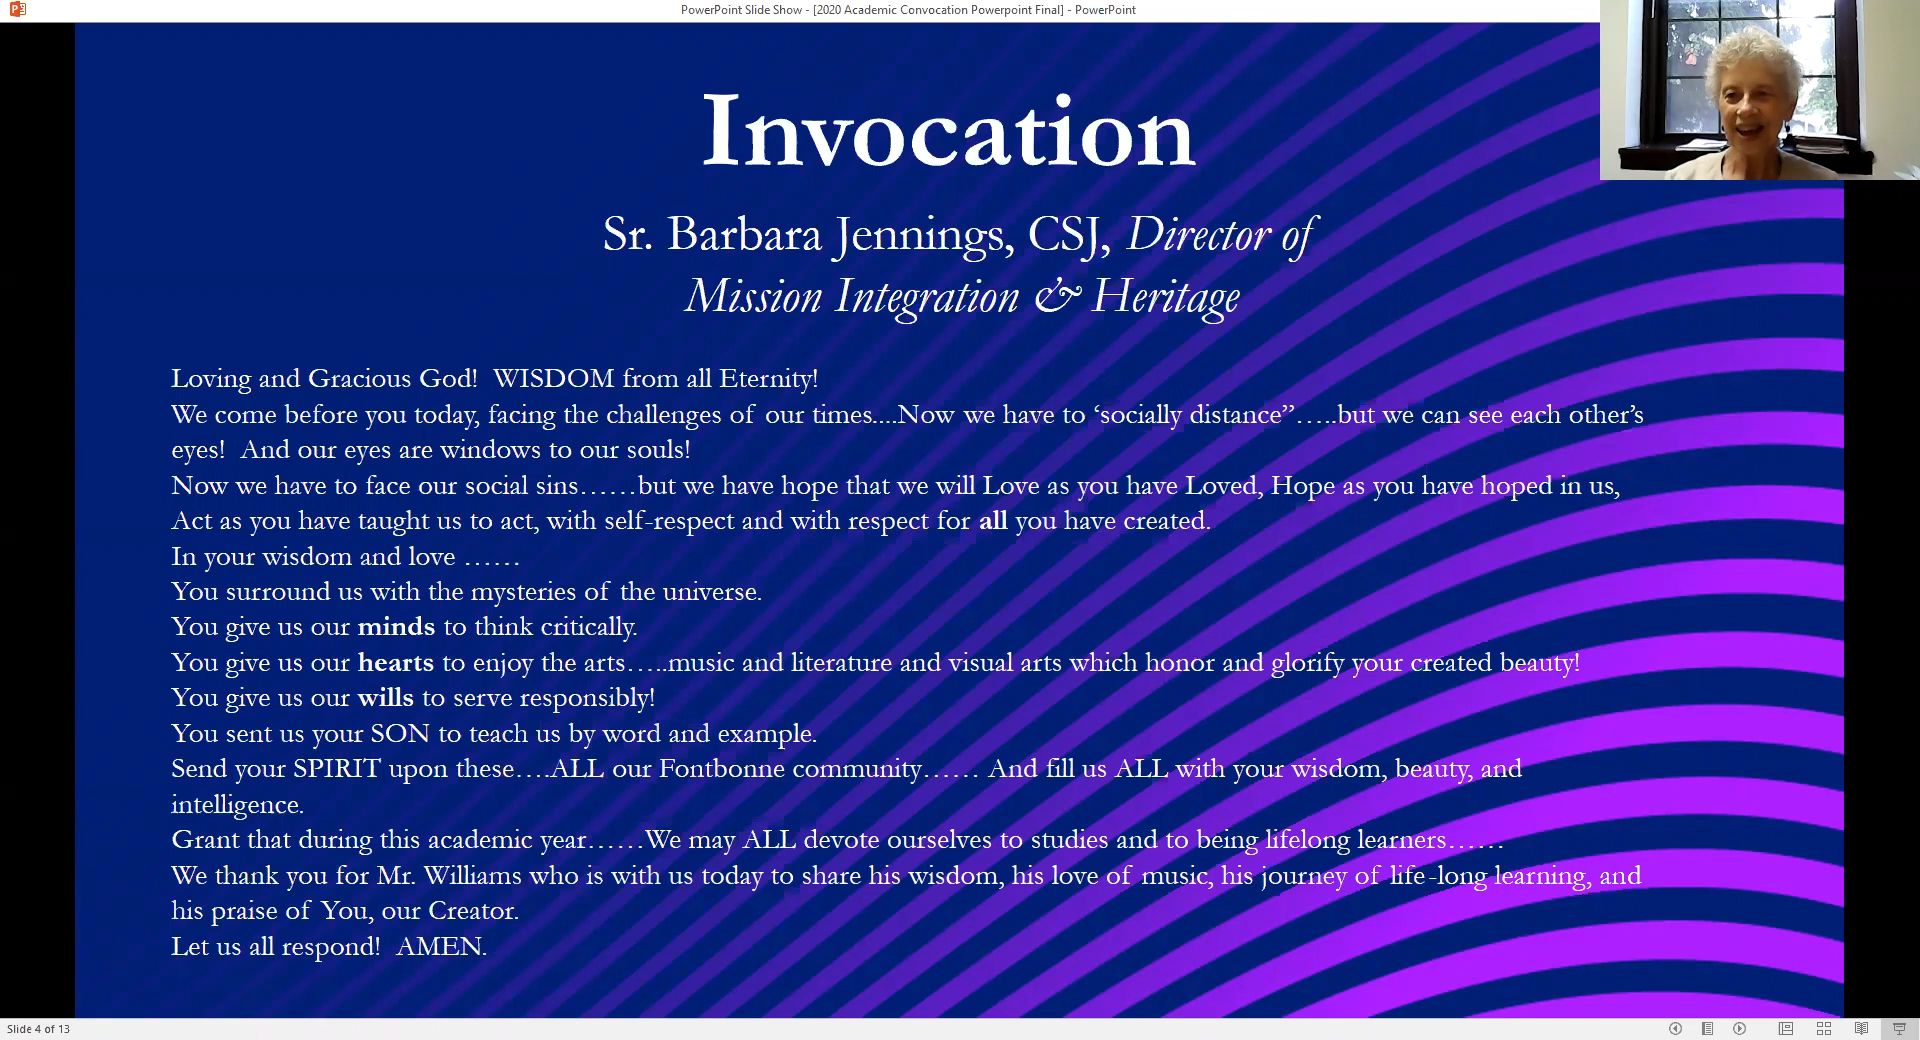 PowerPoint Slide Show - [2020 Academic Convocation Powerpoint Final] - PowerPoint
Invocation
Sr. Barbara Jennings, CSJ, Director of
Mission Integration & Heritage
Loving and Gracious God!  WISDOM from all Eternity!
We come before you today, facing the challenges of our times....Now we have to ‘socially distance”…..but we can see each other’s
eyes!  And our eyes are windows to our souls!
Now we have to face our social sins……but we have hope that we will Love as you have Loved, Hope as you have hoped in us,
Act as you have taught us to act, with self-respect and with respect for all you have created.
In your wisdom and love ……
You surround us with the mysteries of the universe.
You give us our minds to think critically.
You give us our hearts to enjoy the arts…..music and literature and visual arts which honor and glorify your created beauty!
You give us our wills to serve responsibly!
You sent us your SON to teach us by word and example.
Send your SPIRIT upon these….ALL our Fontbonne community…… And fill us ALL with your wisdom, beauty, and
intelligence.
Grant that during this academic year……We may ALL devote ourselves to studies and to being lifelong learners……
We thank you for Mr. Williams who is with us today to share his wisdom, his love of music, his journey of life-long learning, and
his praise of You, our Creator.
Let us all respond!  AMEN.
Slide 4 of 13